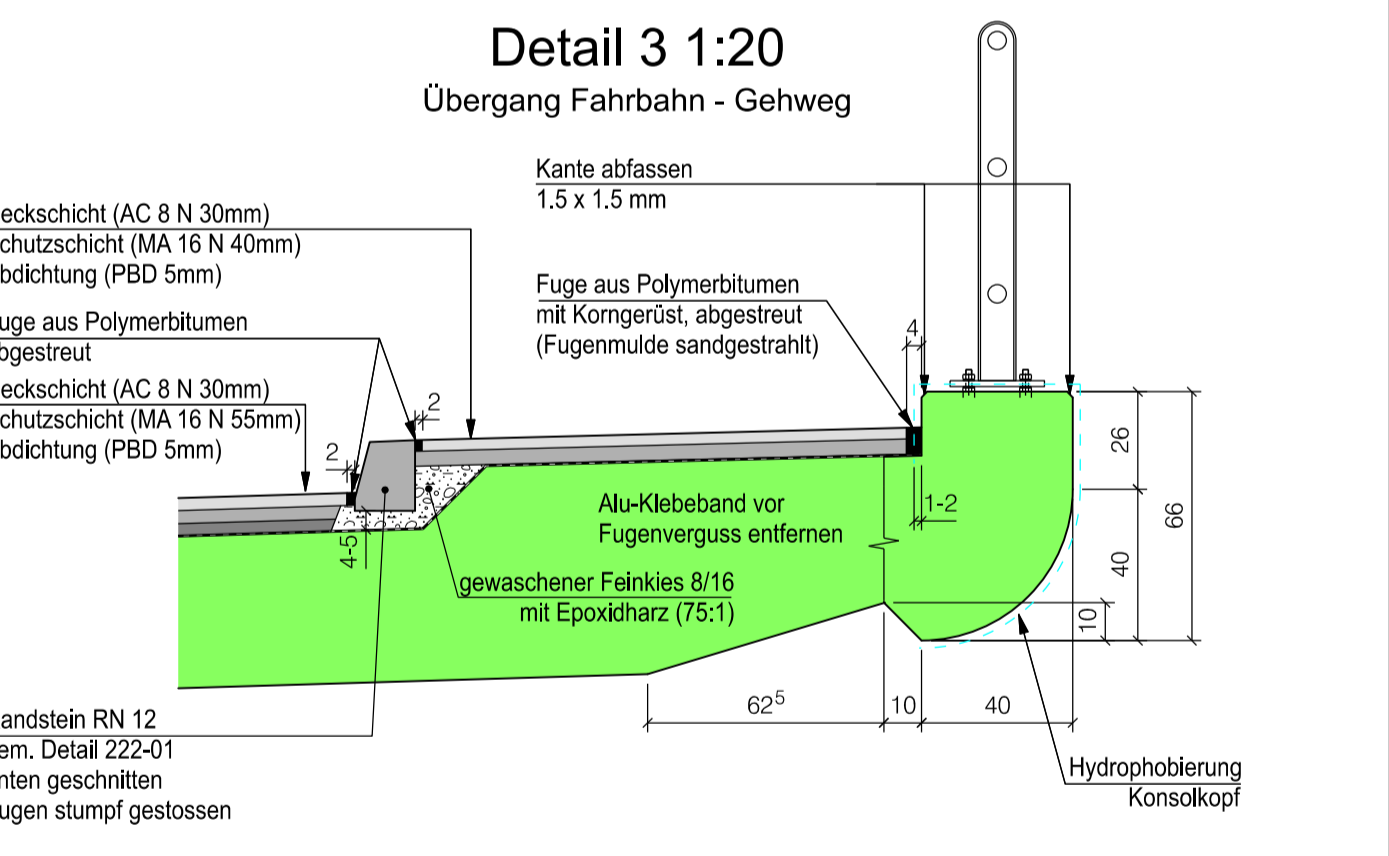 Detail 3 1:20
Übergang Fahrbahn - Gehweg
Kante abfassen
1.5 x 1.5 mm
eckschicht (AC 8 N 30mm)
chutzschicht (MA 16 N 40mm)
bdichtung (PBD 5mm)
Fuge aus Polymerbitumen
mit Korngerüst, abgestreut
(Fugenmulde sandgestrahlt)
4
uge aus Polymerbitumen
bgestreut
eckschicht (AC 8 N 30mm)
chutzschicht (MA 16 N 55mm)
bdichtung (PBD 5mm)
2
2
26
66
40
10
Alu-Klebeband vor
Fugenverguss entfernen
1-2
4-5
gewaschener Feinkies 8/16
mit Epoxidharz (75:1)
62⁵
10
40
andstein RN 12
em. Detail 222-01
nten geschnitten
ugen stumpf gestossen
Hydrophobierung
Konsolkopf